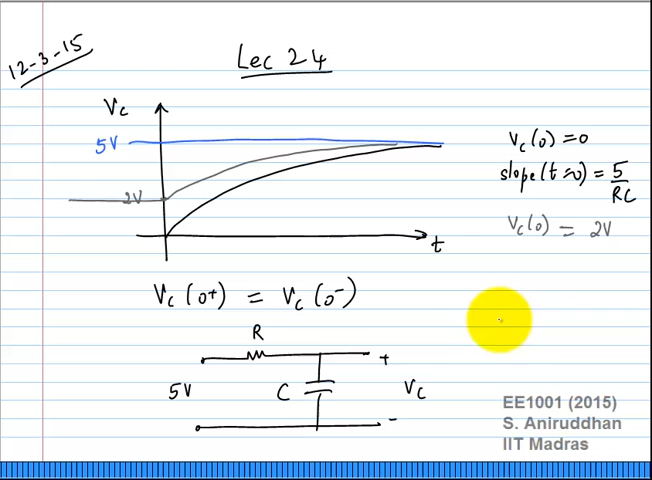 12-3-15
Lec 24
Vc
5V
2V
t
Vc(0) = 0
slope(t≈0) = 5/RC
Vc(0) = 2V
Vc(0+) = Vc(0-)
R
+
5V
C
Vc
-
EE1001 (2015)
S. Aniruddhan
IIT Madras